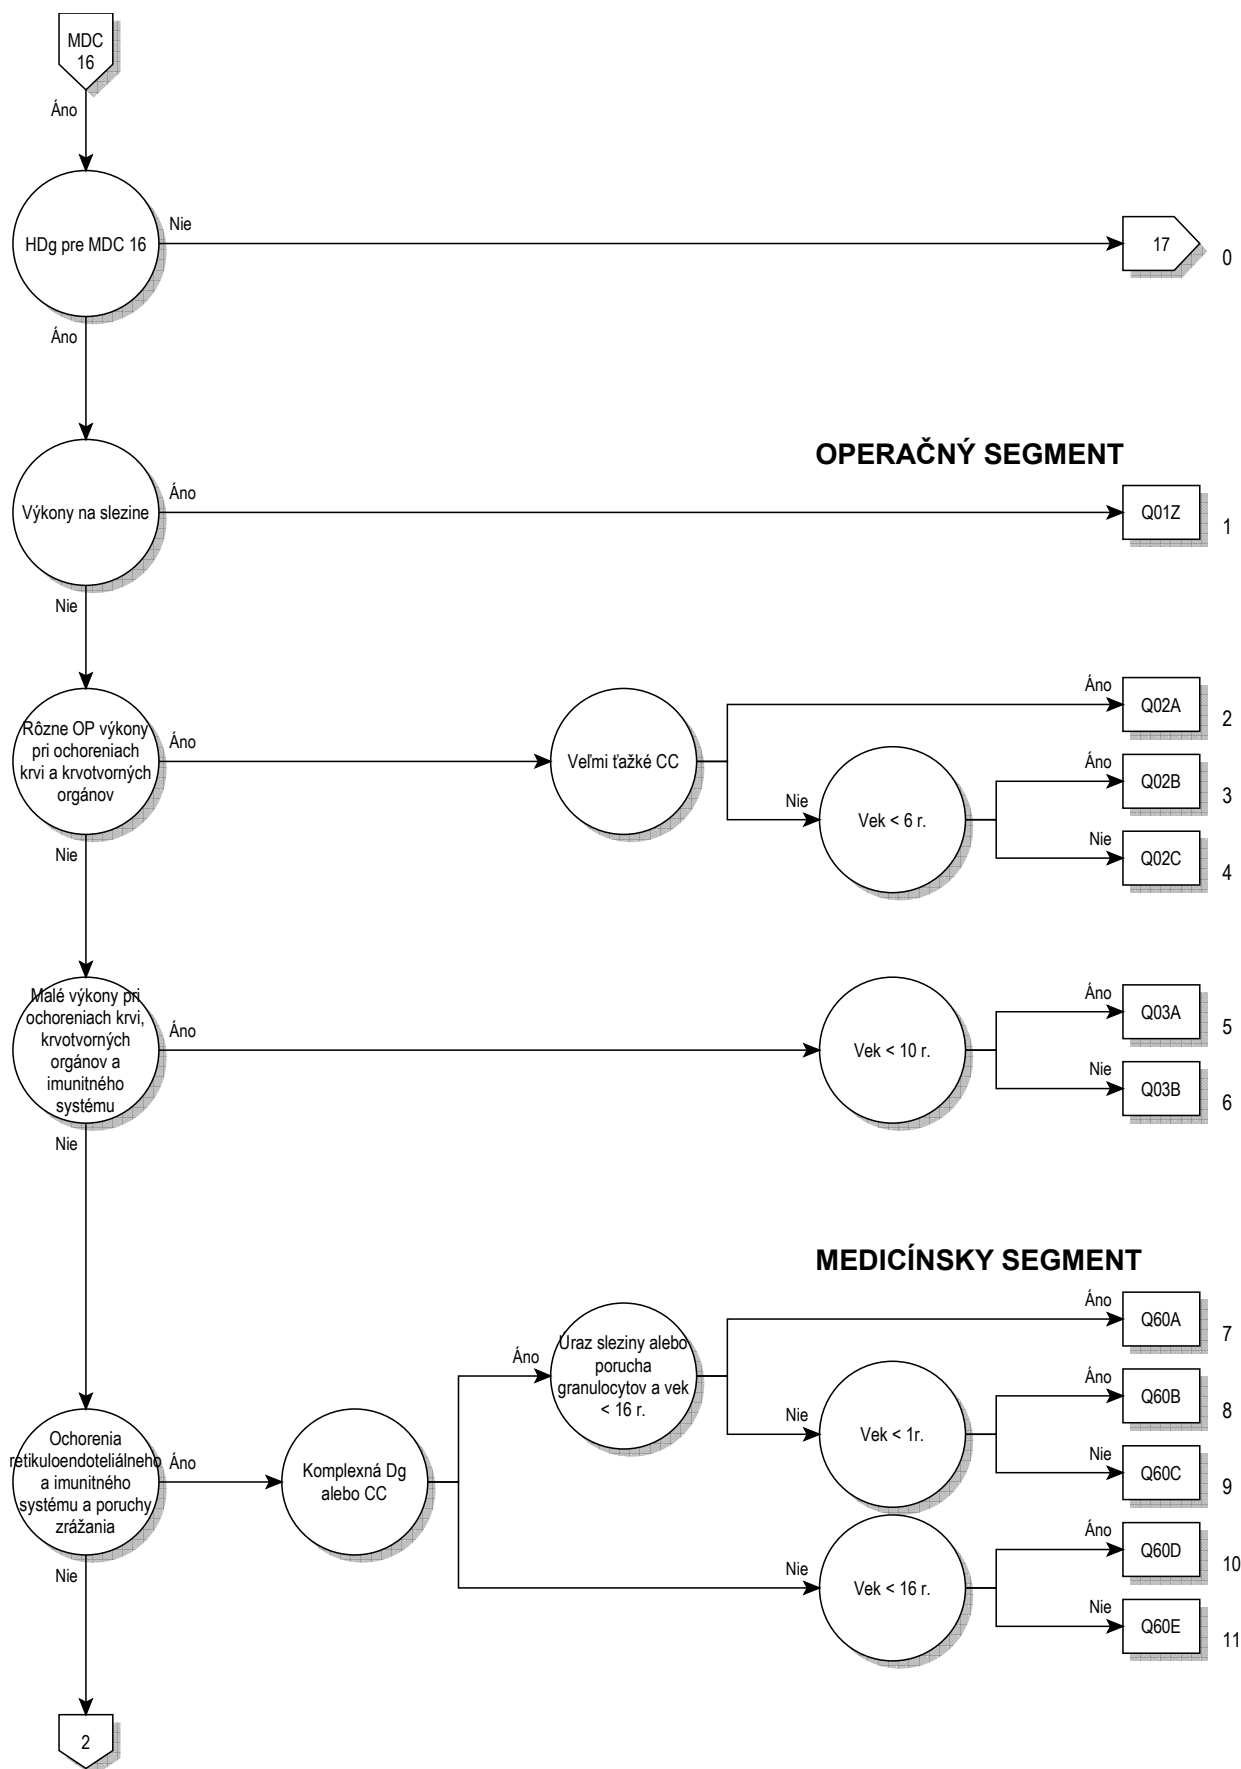 MDC
16
Áno
HDg pre MDC 16
Nie
17
0
Áno
OPERAČNÝ SEGMENT
Výkony na slezine
Áno
Q01Z
1
Nie
Rôzne OP výkony
pri ochoreniach
krvi a krvotvorných
orgánov
Áno
Veľmi ťažké CC
Áno
Q02A
2
Nie
Vek < 6 r.
Áno
Q02B
3
Nie
Q02C
4
Nie
Malé výkony pri
ochoreniach krvi,
krvotvorných
orgánov a
imunitného
systému
Áno
Vek < 10 r.
Áno
Q03A
5
Nie
Q03B
6
Nie
MEDICÍNSKY SEGMENT
Ochorenia
retikuloendoteliálneho
a imunitného
systému a poruchy
zrážania
Áno
Komplexná Dg
alebo CC
Áno
Uraz sleziny alebo
porucha
granulocytov a vek
< 16 r.
Áno
Q60A
7
Nie
Vek < 1r.
Áno
Q60B
8
Nie
Q60C
9
Nie
Vek < 16 r.
Áno
Q60D
10
Nie
Q60E
11
Nie
2